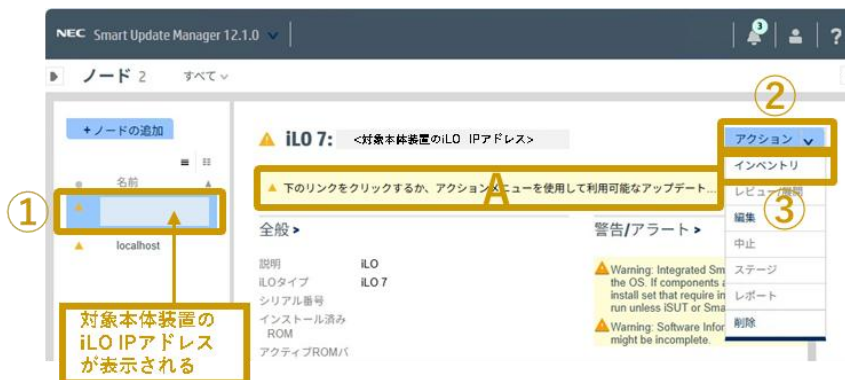 NEC Smart Update Manager 12.1.0
3
?
ノード 2 すべて
②
+ノードの追加
アクション
iLO 7: <対象本体装置のiLO IPアドレス>
インベントリ
名前
下のリンクをクリックするか、アクションメニューを使用して利用可能なアップデート...
A
レビュー/展開
①
③
全般 >
警告/アラート >
編集
localhost
中止
説明 iLO
Warning: Integrated Sm
ステージ
iLOタイプ iLO 7
the OS. If components a
シリアル番号
install set that require in
レポート
インストール済み
run unless iSUT or Sma
ROM
Warning: Software Infor
削除
アクティブROMバ
might be incomplete.
対象本体装置の
iLO IPアドレス
が表示される